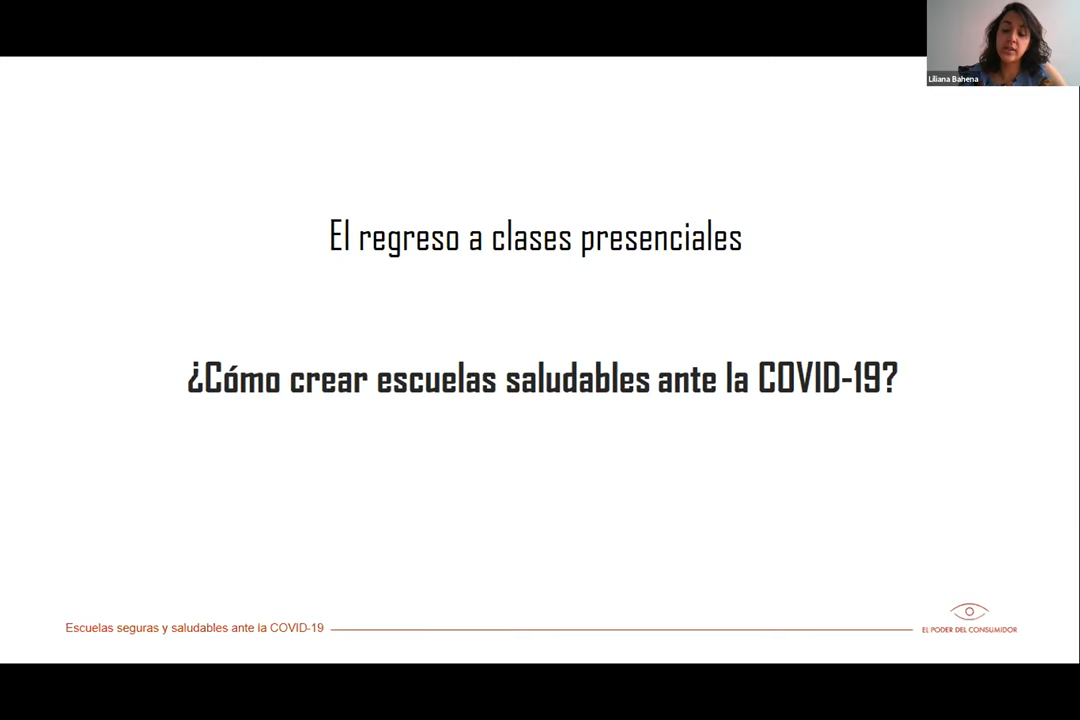 Liliana Bahena
El regreso a clases presenciales
¿Cómo crear escuelas saludables ante la COVID-19?
Escuelas seguras y saludables ante la COVID-19
EL PODER DEL CONSUMIDOR